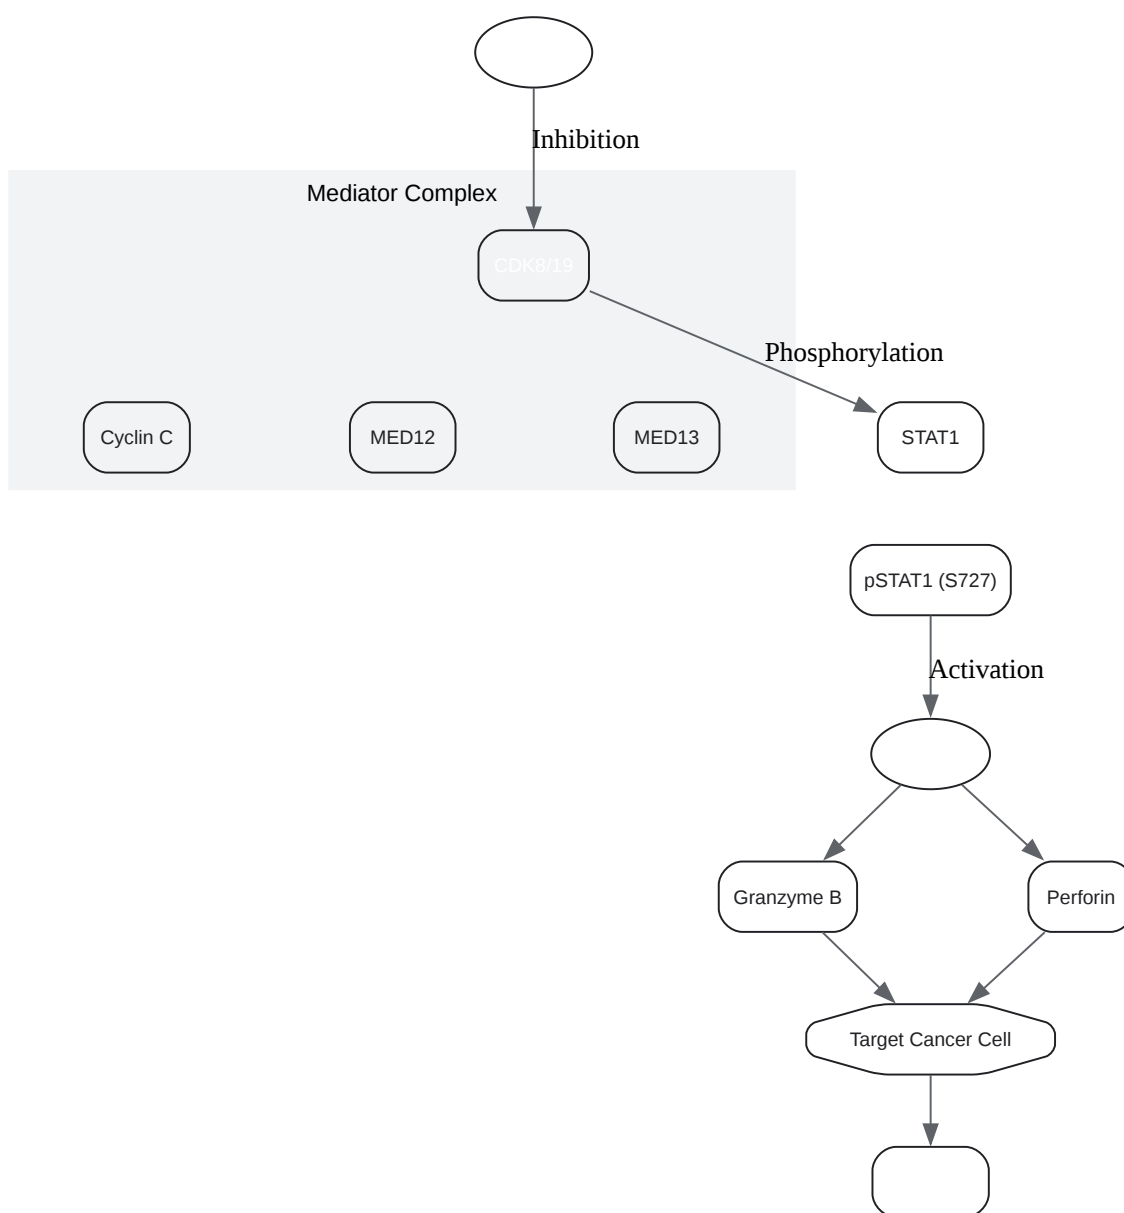 Inhibition
Mediator Complex
CDK8/19
Phosphorylation
Cyclin C
MED12
MED13
STAT1
pSTAT1 (S727)
Activation
Granzyme B
Perforin
Target Cancer Cell